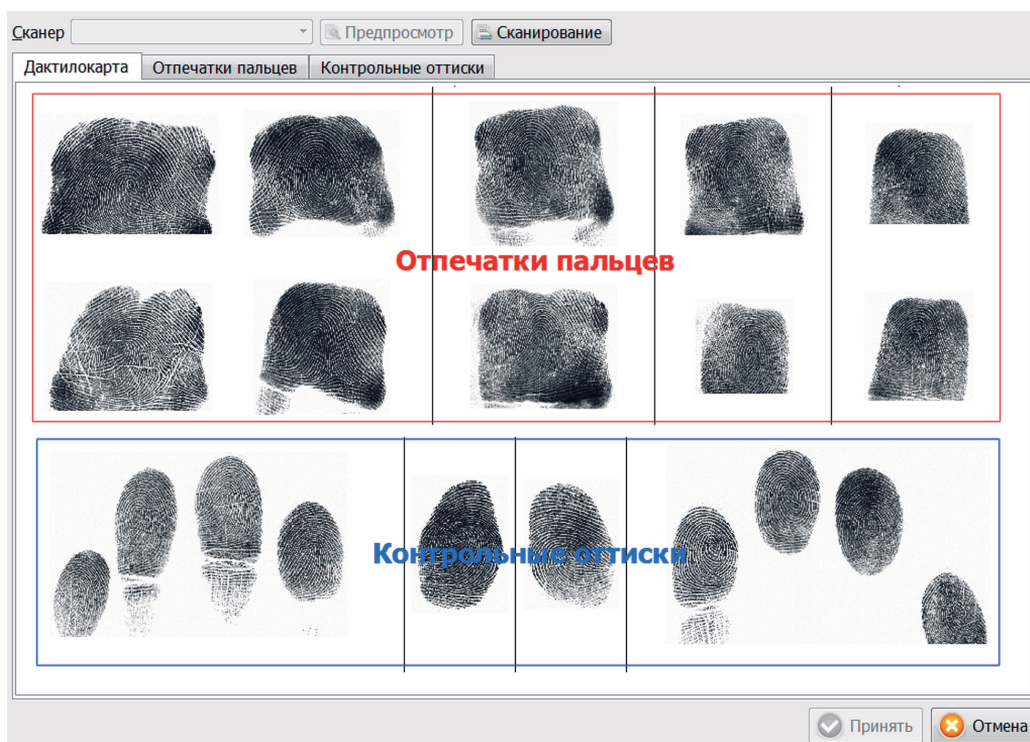 Сканер Предпросмотр Сканирование
Дактилокарта Отпечатки пальцев Контрольные оттиски
Отпечатки пальцев
Контрольные оттиски
Принять Отмена